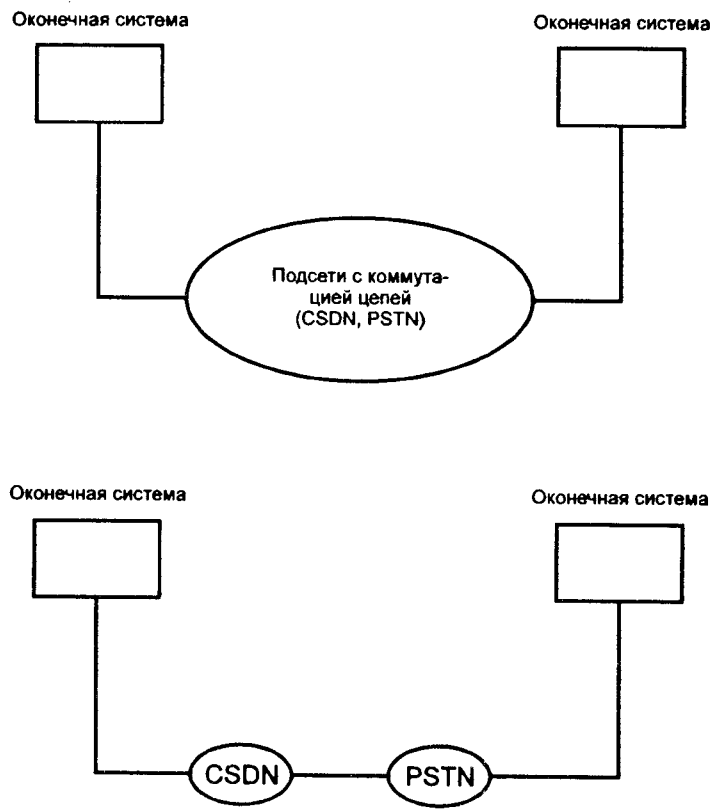 Оконечная система
Оконечная система
Подсети с коммута-
цией цепей
(CSDN, PSTN)
Оконечная система
Оконечная система
CSDN
PSTN